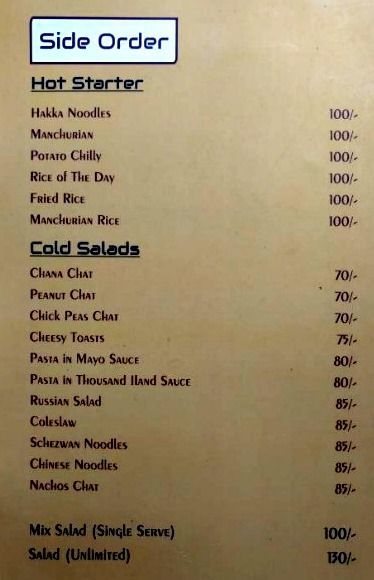 Side Order
Hot Starter
Hakka Noodles 100/-
Manchurian 100/-
Potato Chilly 100/-
Rice of The Day 100/-
Fried Rice 100/-
Manchurian Rice 100/-
Cold Salads
Chana Chat 70/-
Peanut Chat 70/-
Chick Peas Chat 70/-
Cheesy Toasts 75/-
Pasta in Mayo Sauce 80/-
Pasta in Thousand Iland Sauce 80/-
Russian Salad 85/-
Coleslaw 85/-
Schezwan Noodles 85/-
Chinese Noodles 85/-
Nachos Chat 85/-
Mix Salad (Single Serve) 100/-
Salad (Unlimited) 130/-